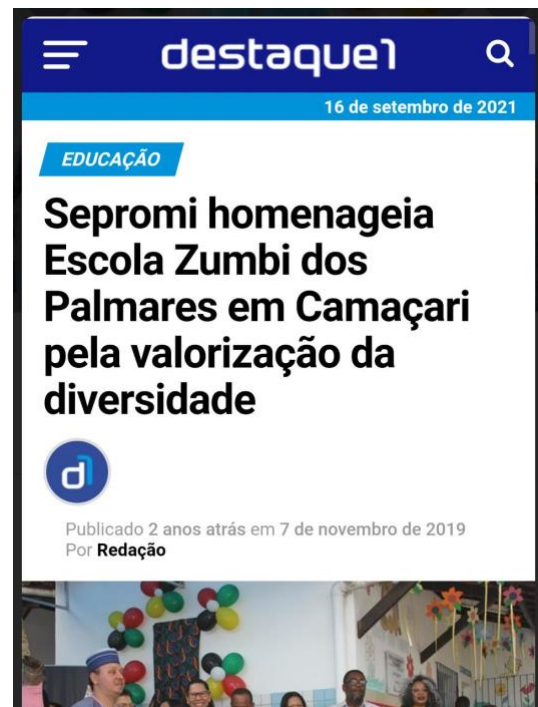 destaque1
16 de setembro de 2021
EDUCAÇÃO
Sepromi homenageia
Escola Zumbi dos
Palmares em Camaçari
pela valorização da
diversidade
d1
Publicado 2 anos atrás em 7 de novembro de 2019
Por Redação